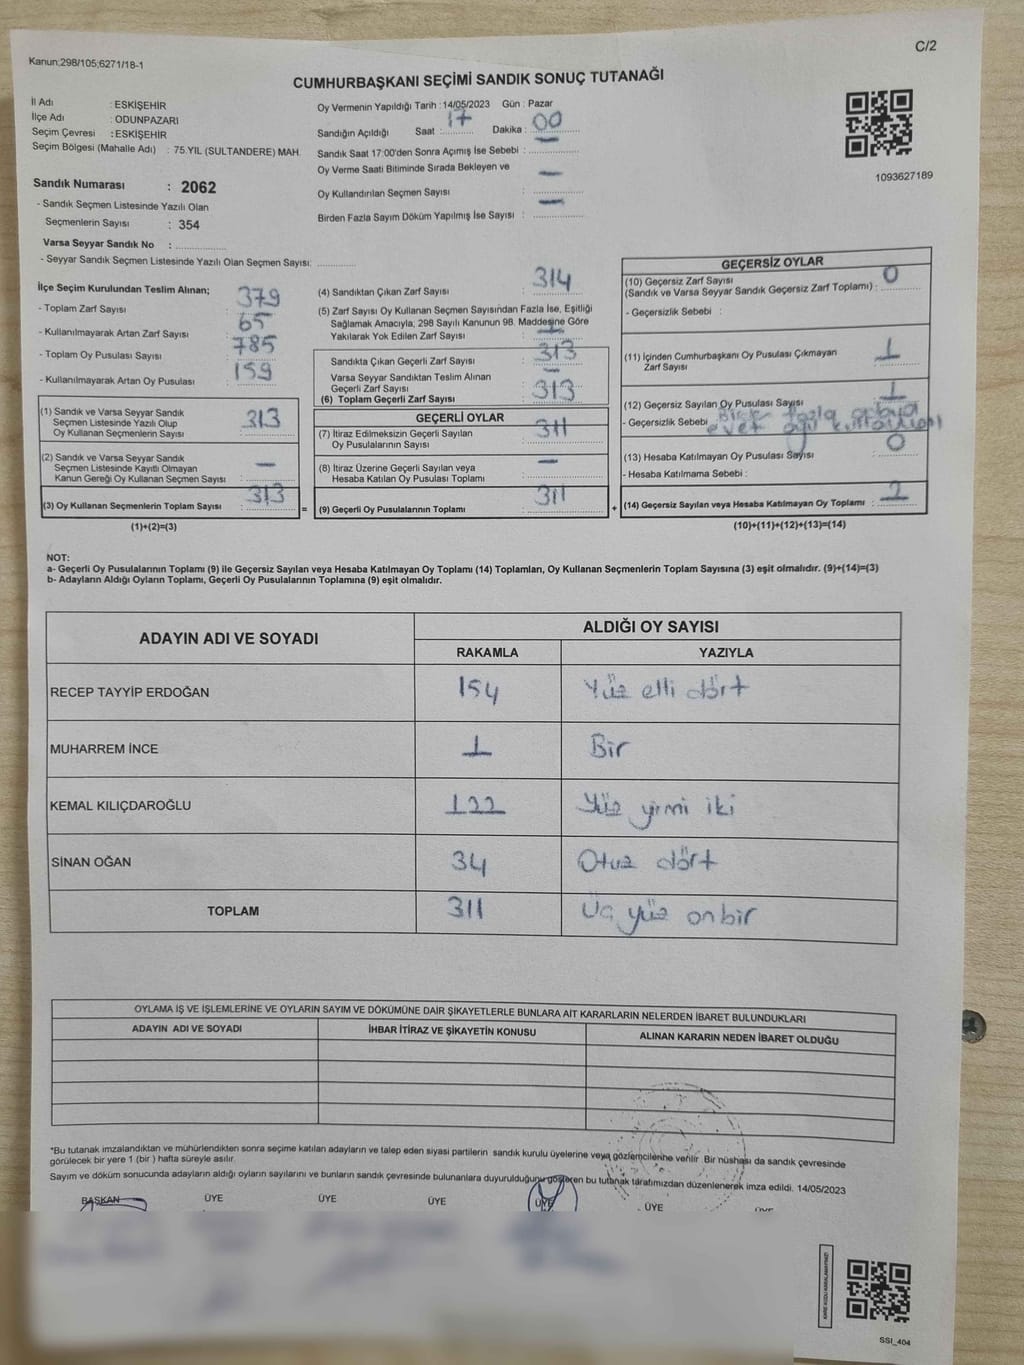 Kanun;298/105;6271/18-1
C/2
CUMHURBAŞKANI SEÇİMİ SANDIK SONUÇ TUTANAĞI
İl Adı : ESKİŞEHİR
İlçe Adı : ODUNPAZARI
Seçim Çevresi : ESKİŞEHİR
Seçim Bölgesi (Mahalle Adı) : 75.YIL (SULTANDERE) MAH.
Sandık Numarası : 2062
- Sandık Seçmen Listesinde Yazılı Olan
Seçmenlerin Sayısı : 354
Varsa Seyyar Sandık No :
- Seyyar Sandık Seçmen Listesinde Yazılı Olan Seçmen Sayısı:
Oy Vermenin Yapıldığı Tarih : 14/05/2023 Gün : Pazar
Sandığın Açıldığı Saat : 17 Dakika : 00
Sandık Saat 17:00'den Sonra Açımış İse Sebebi : —
Oy Verme Saati Bitiminde Sırada Bekleyen ve
Oy Kullandırılan Seçmen Sayısı : —
Birden Fazla Sayım Döküm Yapılmış İse Sayısı : —
1093627189
İlçe Seçim Kurulundan Teslim Alınan;
- Toplam Zarf Sayısı : 379
- Kullanılmayarak Artan Zarf Sayısı : 65
- Toplam Oy Pusulası Sayısı : 785
- Kullanılmayarak Artan Oy Pusulası : 159
(1) Sandık ve Varsa Seyyar Sandık
Seçmen Listesinde Yazılı Olup
Oy Kullanan Seçmenlerin Sayısı : 313
(2) Sandık ve Varsa Seyyar Sandık
Seçmen Listesinde Kayıtlı Olmayan
Kanun Gereği Oy Kullanan Seçmen Sayısı : —
(3) Oy Kullanan Seçmenlerin Toplam Sayısı : 313
(1)+(2)=(3)
=
(4) Sandıktan Çıkan Zarf Sayısı : 314
(5) Zarf Sayısı Oy Kullanan Seçmen Sayısından Fazla İse, Eşitliği
Sağlamak Amacıyla, 298 Sayılı Kanunun 98. Maddesine Göre
Yakılarak Yok Edilen Zarf Sayısı : 1
Sandıkta Çıkan Geçerli Zarf Sayısı : 313
Varsa Seyyar Sandıktan Teslim Alınan
Geçerli Zarf Sayısı : —
(6) Toplam Geçerli Zarf Sayısı : 313
GEÇERLİ OYLAR
(7) İtiraz Edilmeksizin Geçerli Sayılan
Oy Pusulalarının Sayısı : 311
(8) İtiraz Üzerine Geçerli Sayılan veya
Hesaba Katılan Oy Pusulası Toplamı : —
(9) Geçerli Oy Pusulalarının Toplamı : 311
+
GEÇERSİZ OYLAR
(10) Geçersiz Zarf Sayısı
(Sandık ve Varsa Seyyar Sandık Geçersiz Zarf Toplamı) : 0
- Geçersizlik Sebebi :
(11) İçinden Cumhurbaşkanı Oy Pusulası Çıkmayan
Zarf Sayısı : 1
(12) Geçersiz Sayılan Oy Pusulası Sayısı : 1
- Geçersizlik Sebebi : fazla
evet
(13) Hesaba Katılmayan Oy Pusulası Sayısı : 0
- Hesaba Katılmama Sebebi :
(14) Geçersiz Sayılan veya Hesaba Katılmayan Oy Toplamı : 2
(10)+(11)+(12)+(13)=(14)
NOT:
a- Geçerli Oy Pusulalarının Toplamı (9) ile Geçersiz Sayılan veya Hesaba Katılmayan Oy Toplamı (14) Toplamları, Oy Kullanan Seçmenlerin Toplam Sayısına (3) eşit olmalıdır. (9)+(14)=(3)
b- Adayların Aldığı Oyların Toplamı, Geçerli Oy Pusulalarının Toplamına (9) eşit olmalıdır.
ADAYIN ADI VE SOYADI ALDIĞI OY SAYISI
RAKAMLA YAZIYLA
RECEP TAYYİP ERDOĞAN 154 Yüz elli dört
MUHARREM İNCE 1 Bir
KEMAL KILIÇDAROĞLU 122 Yüz yirmi iki
SİNAN OĞAN 34 Otuz dört
TOPLAM 311 Üç yüz onbir
OYLAMA İŞ VE İŞLEMLERİNE VE OYLARIN SAYIM VE DÖKÜMÜNE DAİR ŞİKAYETLERLE BUNLARA AİT KARARLARIN NELERDEN İBARET BULUNDUKLARI
ADAYIN ADI VE SOYADI İHBAR İTİRAZ VE ŞİKAYETİN KONUSU ALINAN KARARIN NEDEN İBARET OLDUĞU
*Bu tutanak imzalandıktan ve mühürlendikten sonra seçime katılan adayların ve talep eden siyasi partilerin sandık kurulu üyelerine veya gözlemcilerine verilir. Bir nüshası da sandık çevresinde
görülecek bir yere 1 (bir ) hafta süreyle asılır.
Sayım ve döküm sonucunda adayların aldığı oyların sayılarını ve bunların sandık çevresinde bulunanlara duyurulduğunu gösteren bu tutanak tarafımızdan düzenlenerek imza edildi. 14/05/2023
BAŞKAN ÜYE ÜYE ÜYE ÜYE ÜYE
SSI_404